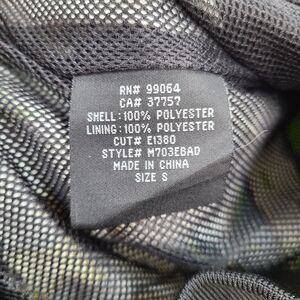 RN# 99064
CA# 37757
SHELL: 100% POLYESTER
LINING: 100% POLYESTER
CUT# E1380
STYLE# M703EBAD
MADE IN CHINA
SIZE S